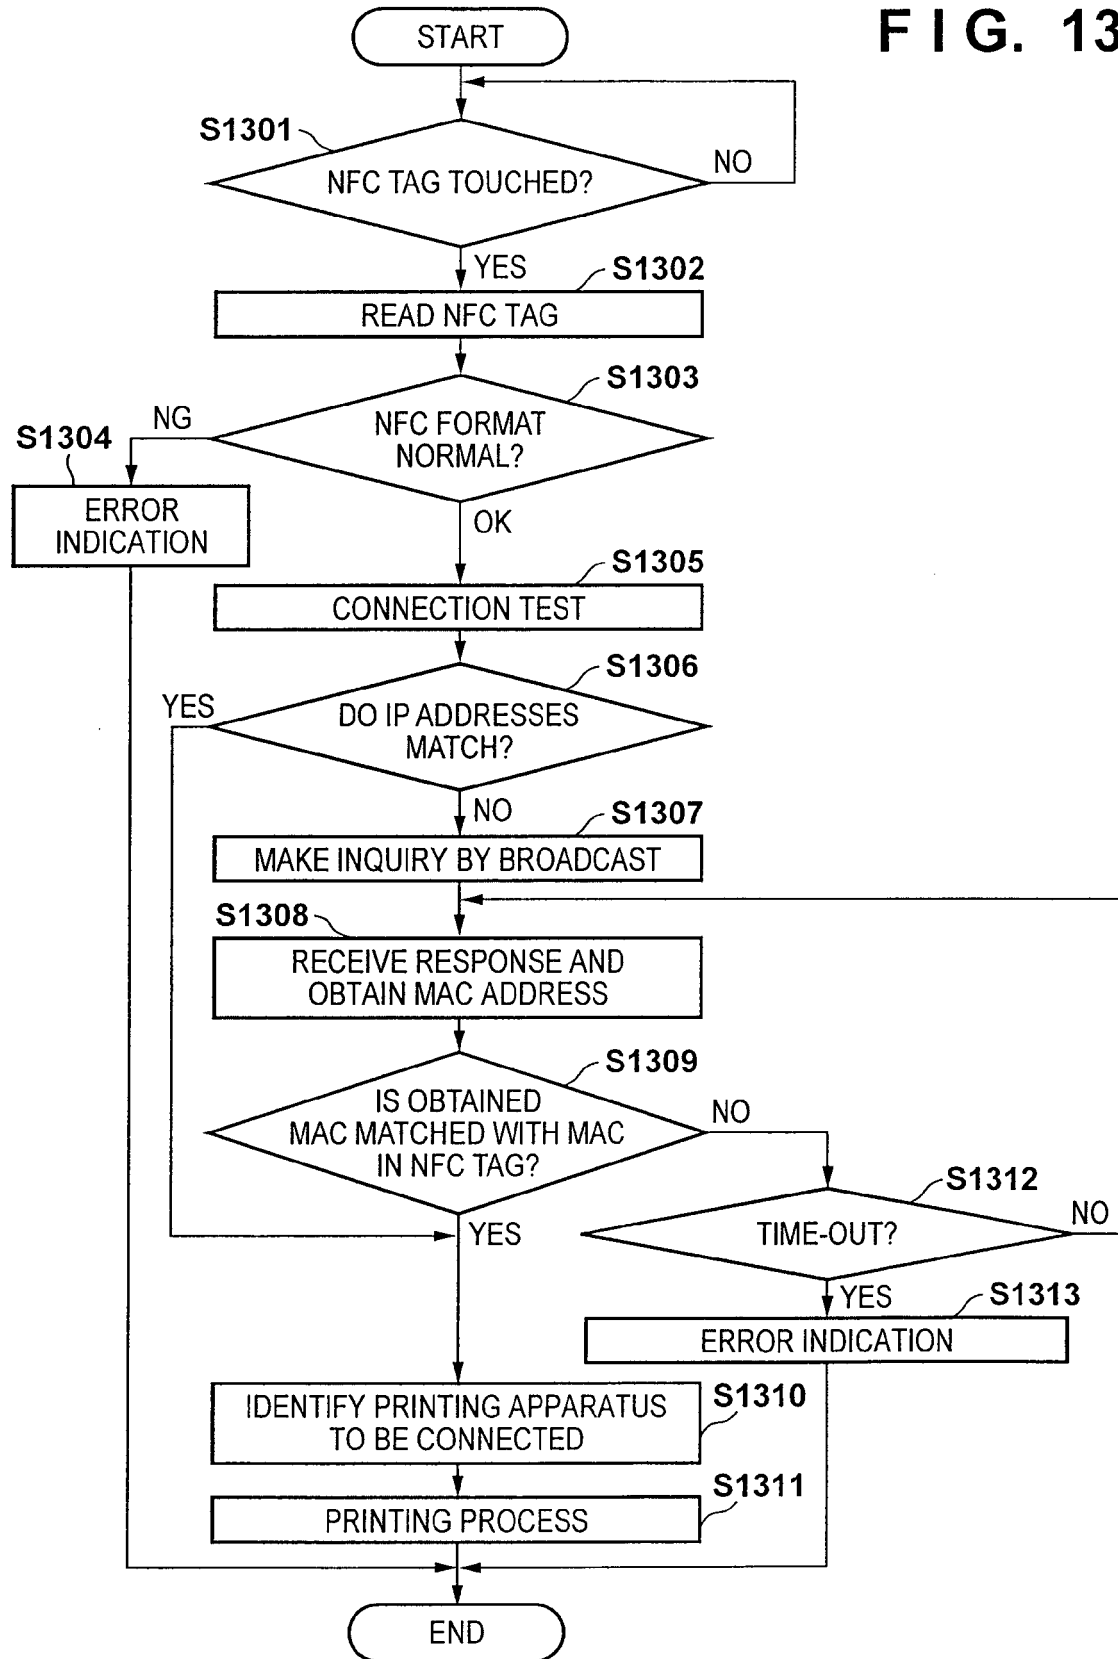 FIG. 13
START
S1301
NFC TAG TOUCHED?
NO
YES
S1302
READ NFC TAG
S1303
NFC FORMAT
NORMAL?
NG
S1304
ERROR
INDICATION
OK
S1305
CONNECTION TEST
S1306
YES
DO IP ADDRESSES
MATCH?
NO
S1307
MAKE INQUIRY BY BROADCAST
S1308
RECEIVE RESPONSE AND
OBTAIN MAC ADDRESS
S1309
IS OBTAINED
MAC MATCHED WITH MAC
IN NFC TAG?
NO
YES
S1312
TIME-OUT?
NO
YES
S1313
ERROR INDICATION
S1310
IDENTIFY PRINTING APPARATUS
TO BE CONNECTED
S1311
PRINTING PROCESS
END